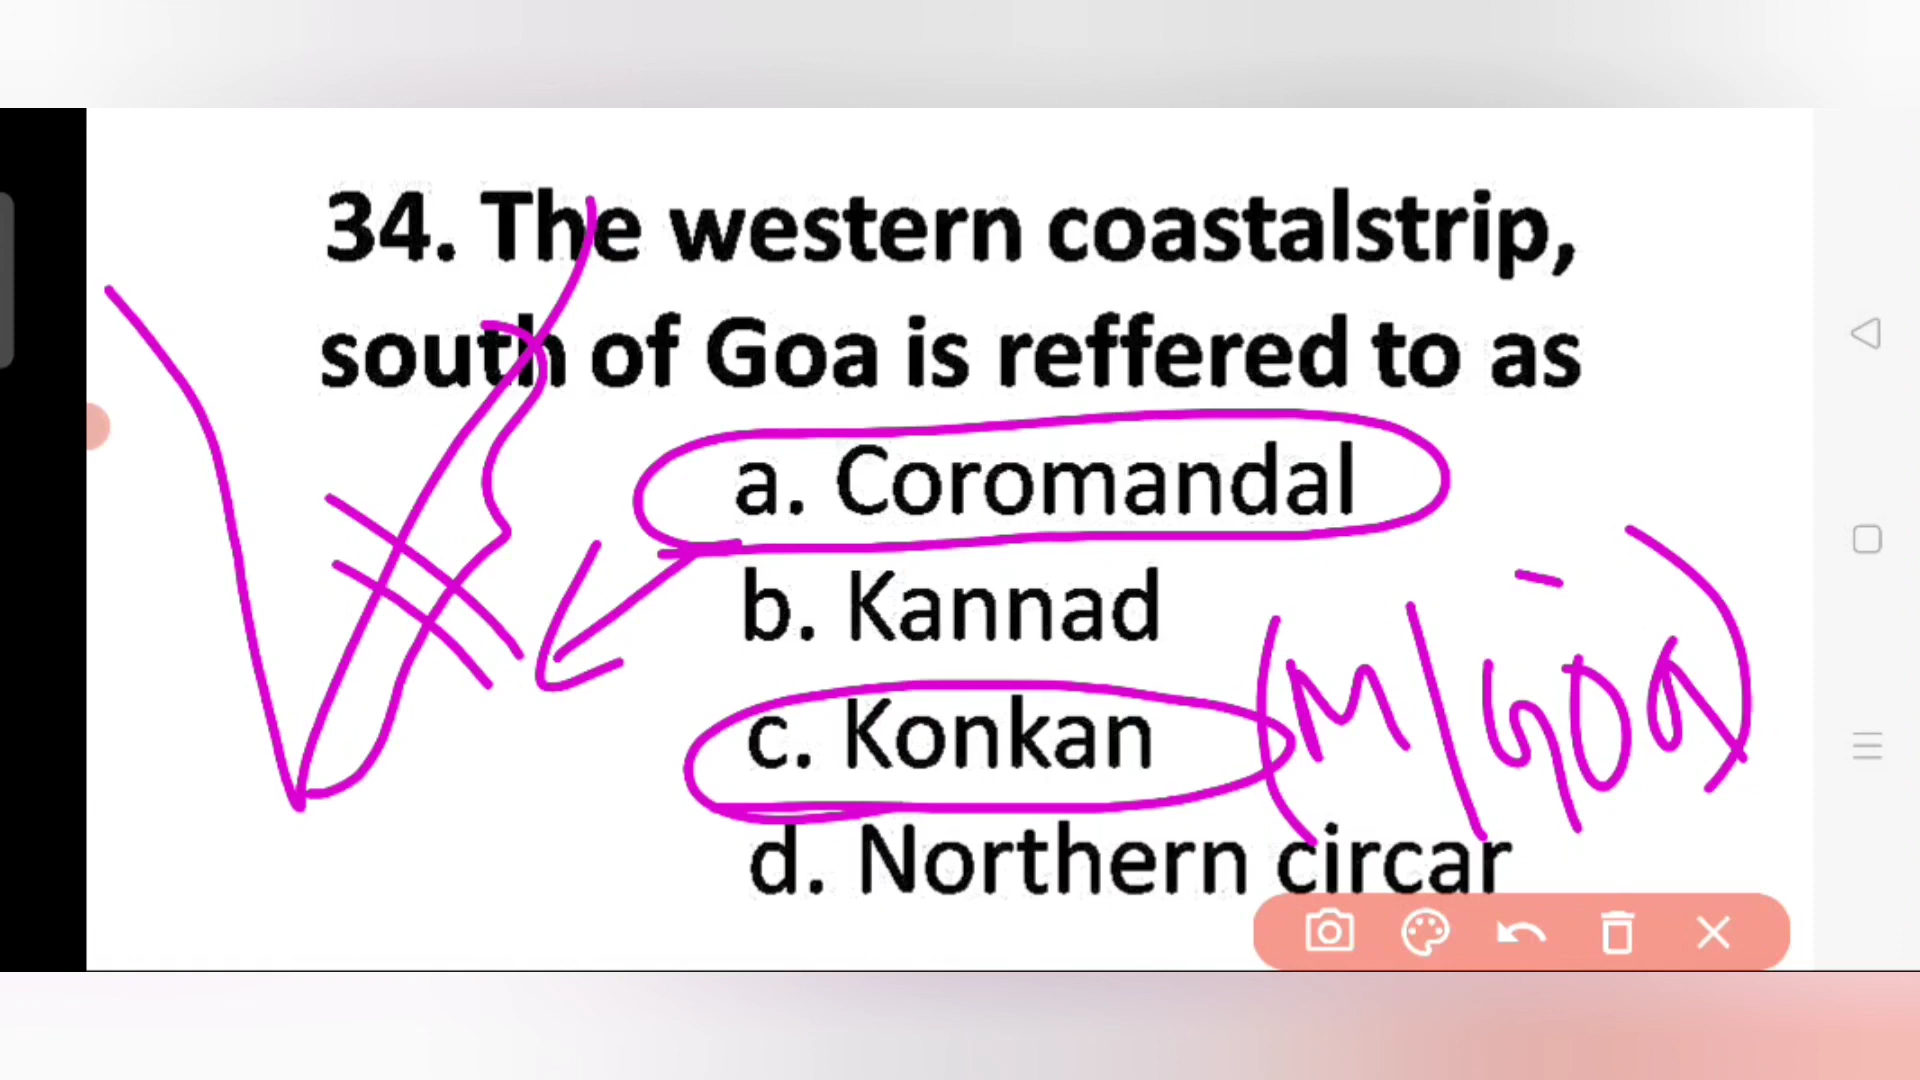 34. The western coastalstrip,
south of Goa is reffered to as
a. Coromandal
b. Kannad
c. Konkan (M/GOA)
d. Northern circar